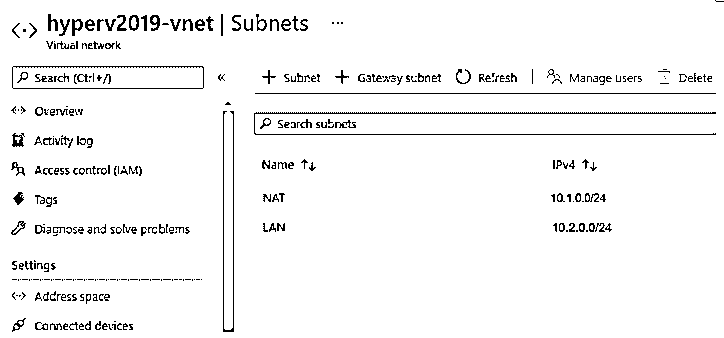 hyperv2019-vnet | Subnets ...
Virtual network
Search (Ctrl+/) «
+ Subnet + Gateway subnet Refresh | Manage users Delete
Overview
Activity log
Access control (IAM)
Tags
Diagnose and solve problems
Settings
Address space
Connected devices
Search subnets
Name ↑↓ IPv4 ↑↓
NAT 10.1.0.0/24
LAN 10.2.0.0/24